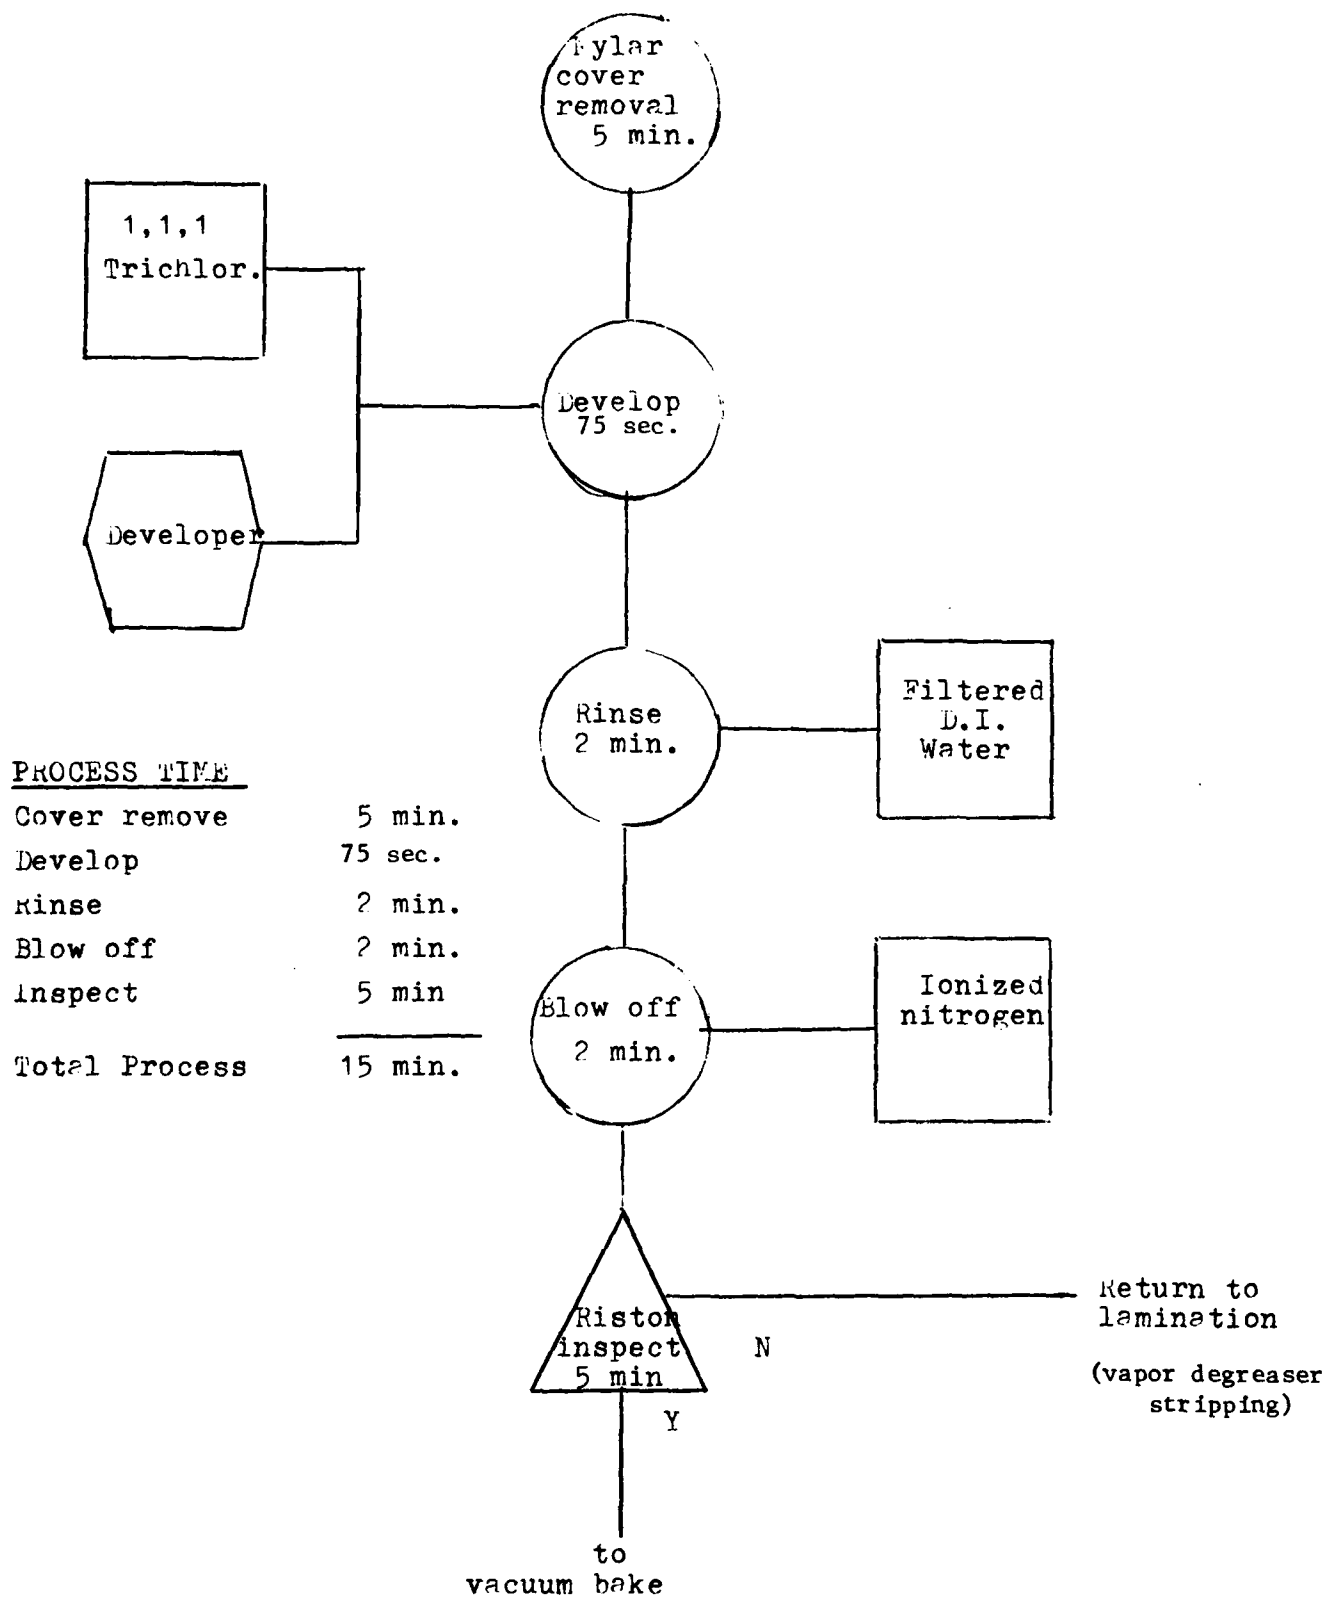 Mylar
cover
removal
5 min.
1,1,1
Trichlor.
Develop
75 sec.
Developer
Rinse
2 min.
Filtered
D.I.
Water
PROCESS TIME
Cover remove 5 min.
Develop 75 sec.
Rinse 2 min.
Blow off 2 min.
Inspect 5 min
Total Process 15 min.
Blow off
2 min.
Ionized
nitrogen
Riston
inspect
5 min
N
Return to
lamination
(vapor degreaser
stripping)
Y
to
vacuum bake